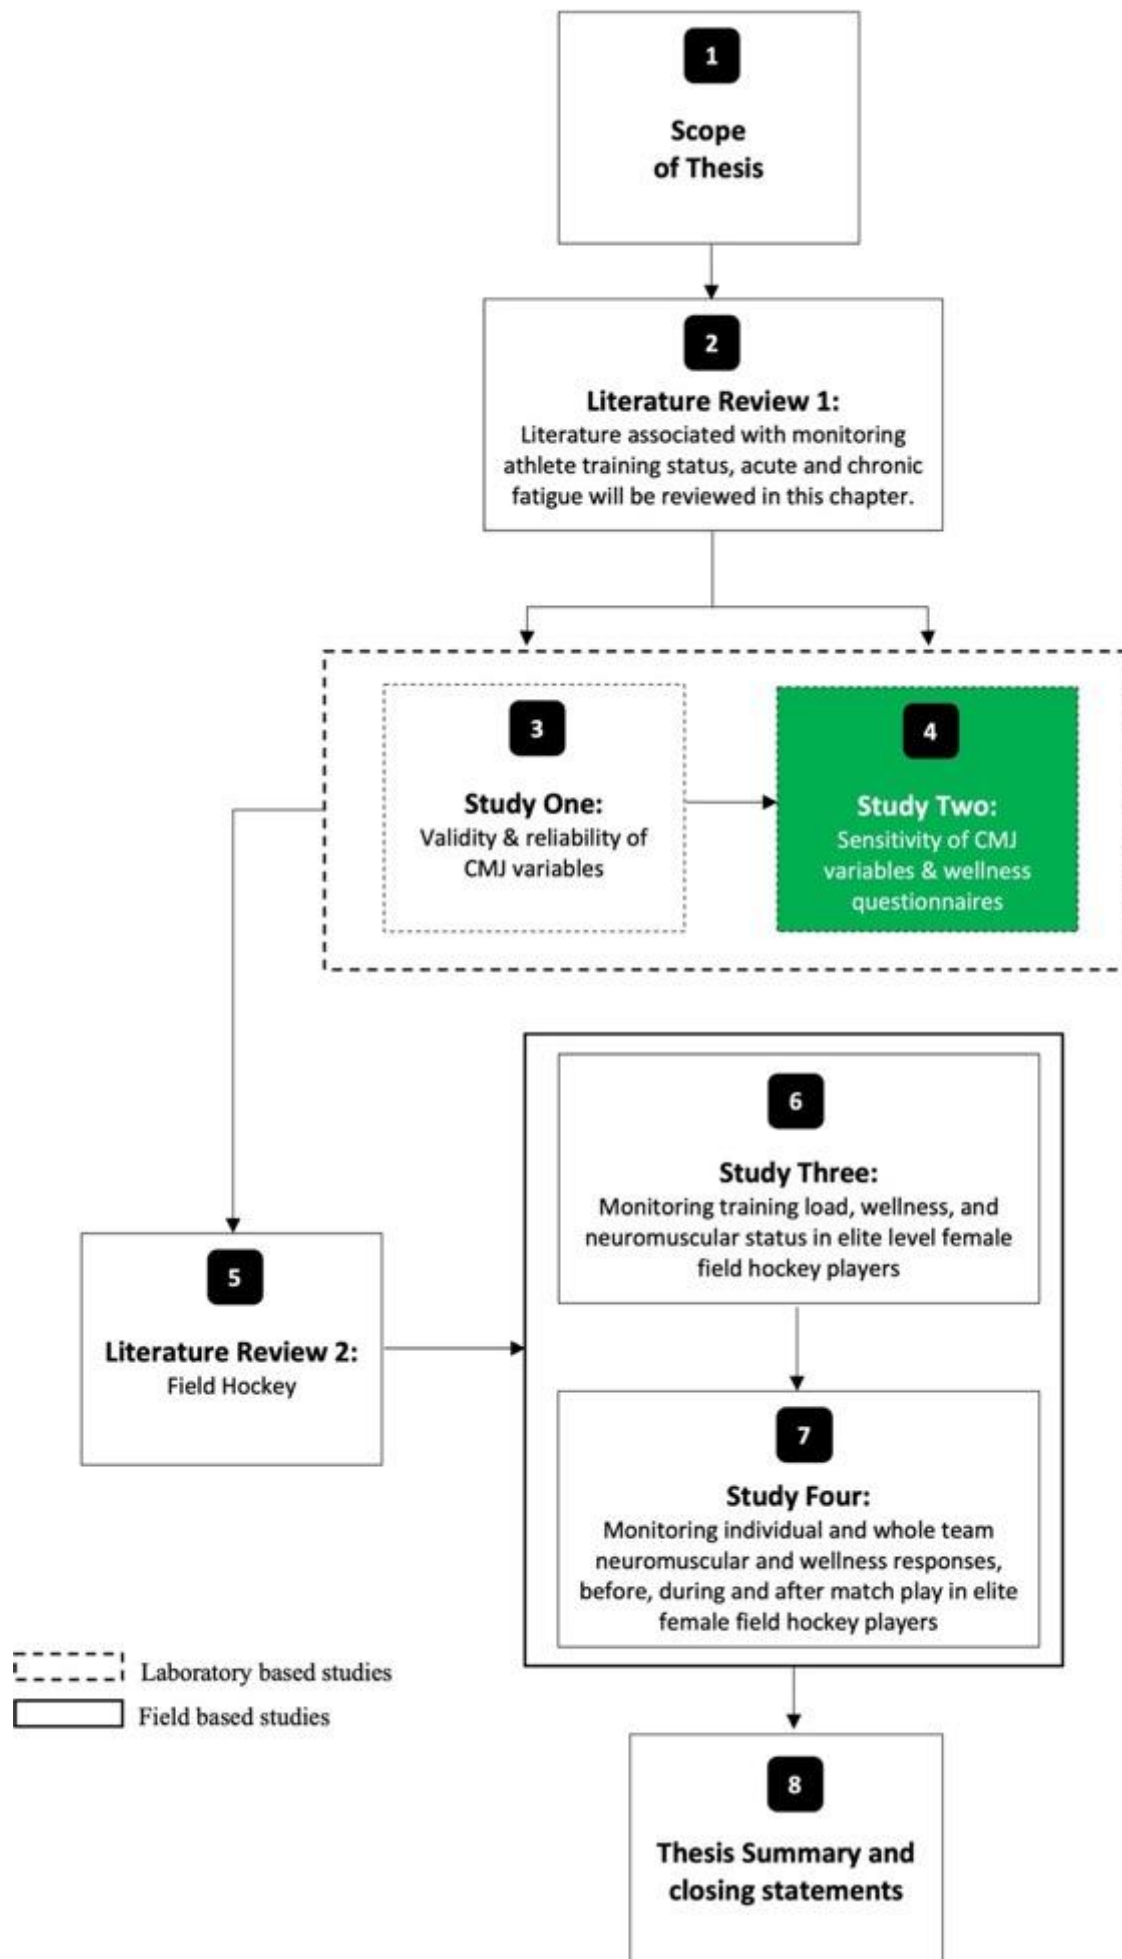 1
Scope
of Thesis
2
Literature Review 1:
Literature associated with monitoring
athlete training status, acute and chronic
fatigue will be reviewed in this chapter.
3
Study One:
Validity & reliability of
CMJ variables
4
Study Two:
Sensitivity of CMJ
variables & wellness
questionnaires
5
Literature Review 2:
Field Hockey
6
Study Three:
Monitoring training load, wellness, and
neuromuscular status in elite level female
field hockey players
7
Study Four:
Monitoring individual and whole team
neuromuscular and wellness responses,
before, during and after match play in elite
female field hockey players
Laboratory based studies
Field based studies
8
Thesis Summary and
closing statements